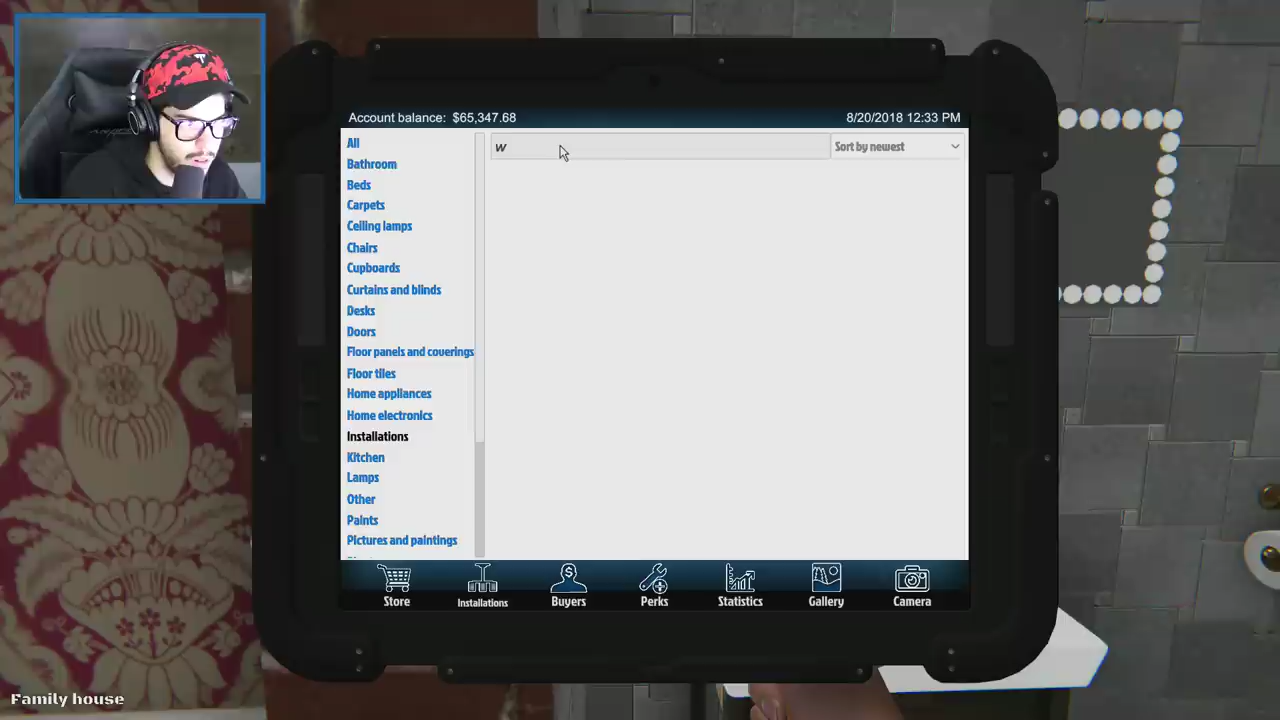 Account balance: $65,347.68
8/20/2018 12:33 PM
w
Sort by newest
All
Bathroom
Beds
Carpets
Ceiling lamps
Chairs
Cupboards
Curtains and blinds
Desks
Doors
Floor panels and coverings
Floor tiles
Home appliances
Home electronics
Installations
Kitchen
Lamps
Other
Paints
Pictures and paintings
Store
Installations
Buyers
Perks
Statistics
Gallery
Camera
Family house